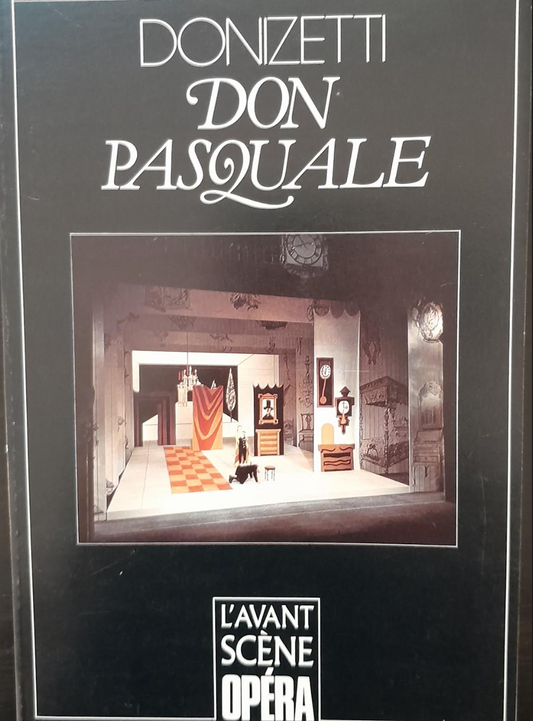 DONIZETTI
DON
PASQUALE
L'AVANT
SCÈNE
OPÉRA